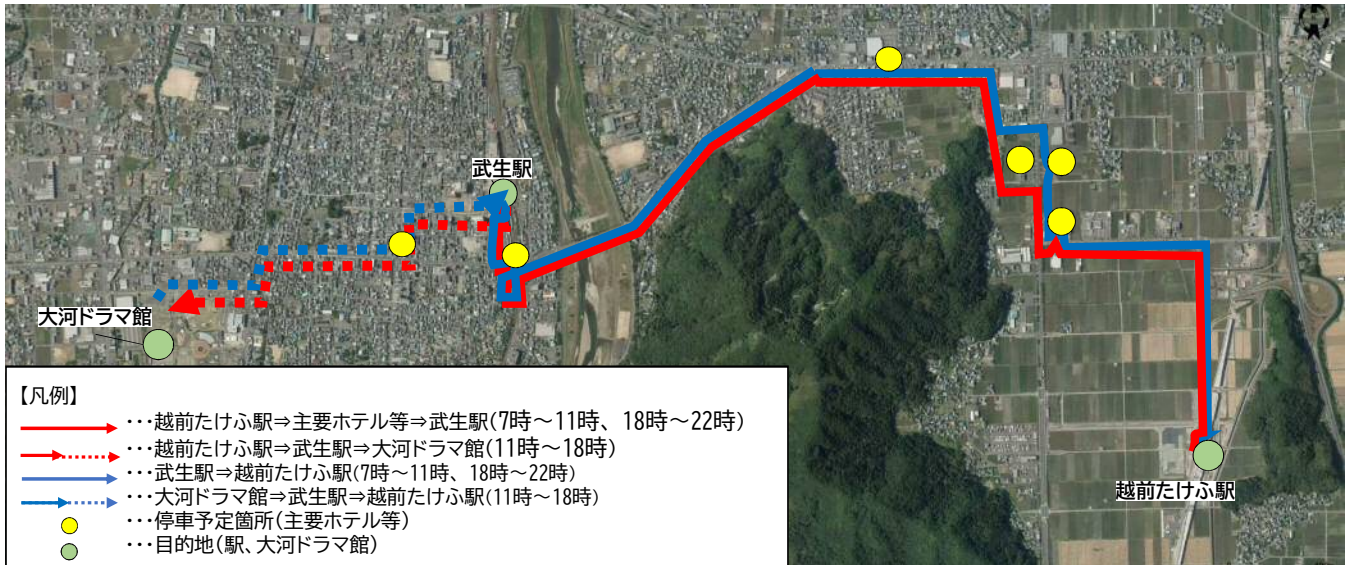 武生駅
大河ドラマ館
越前たけふ駅
【凡例】
・・・越前たけふ駅⇒主要ホテル等⇒武生駅(7時～11時、18時～22時)
・・・越前たけふ駅⇒武生駅⇒大河ドラマ館(11時～18時)
・・・武生駅⇒越前たけふ駅(7時～11時、18時～22時)
・・・大河ドラマ館⇒武生駅⇒越前たけふ駅(11時～18時)
・・・停車予定箇所(主要ホテル等)
・・・目的地(駅、大河ドラマ館)